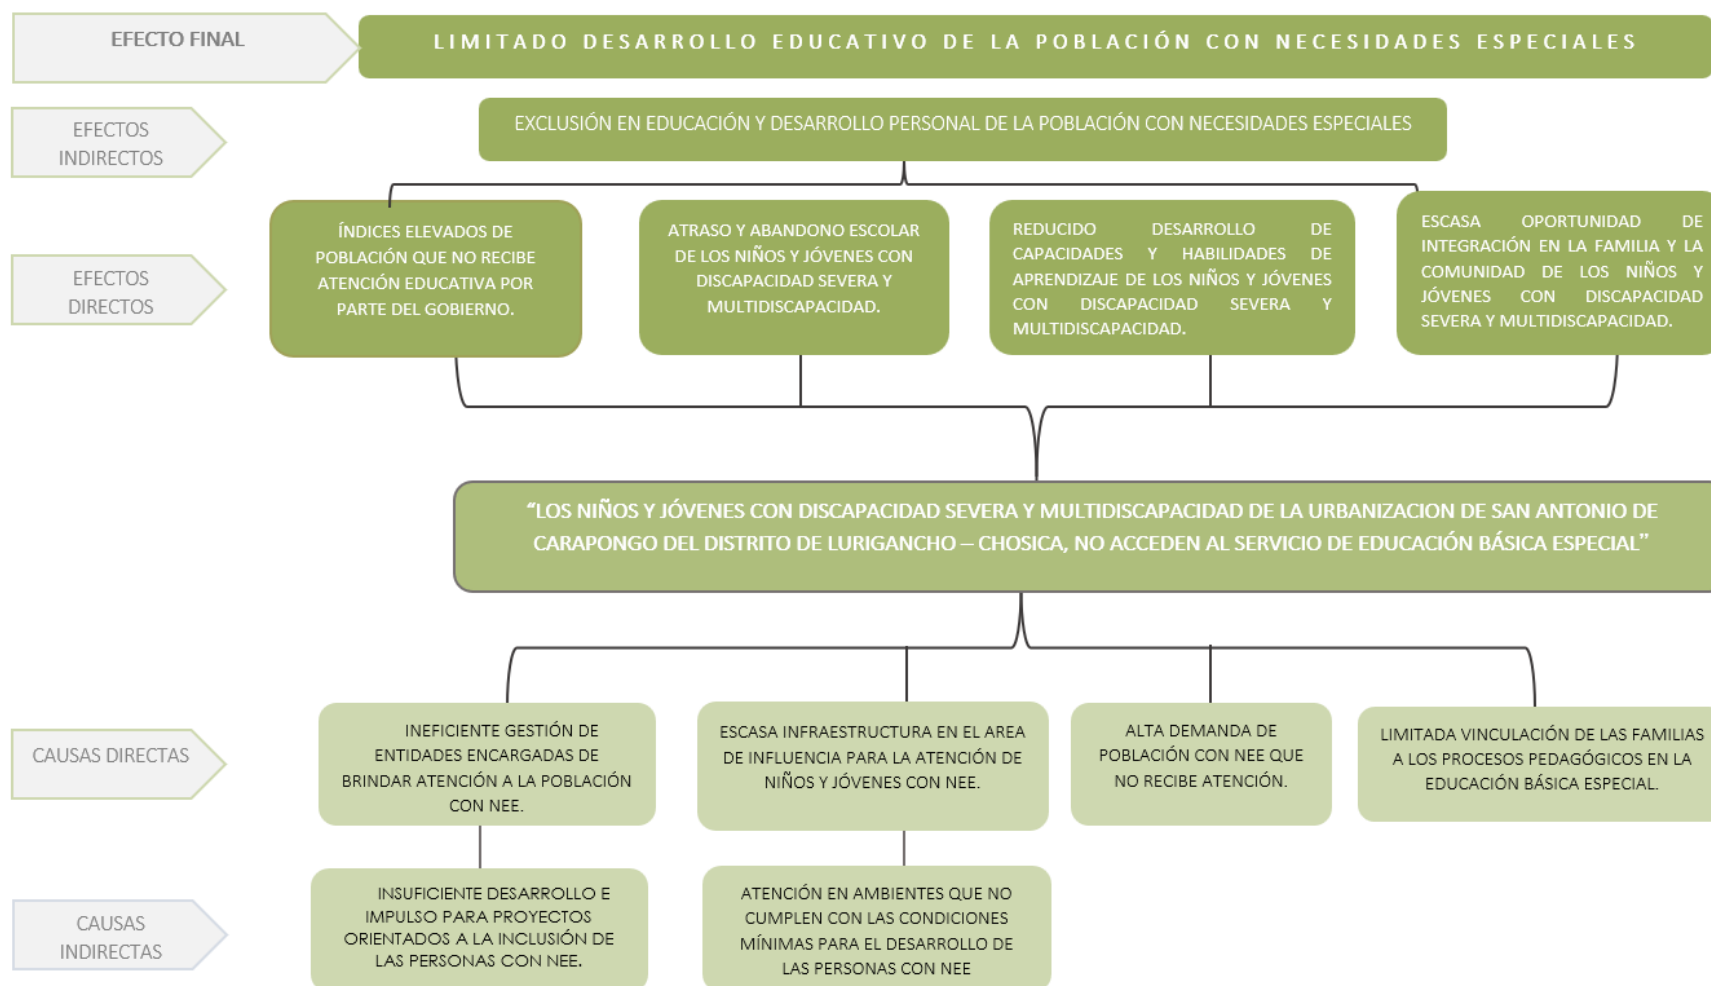 EFECTO FINAL
LIMITADO DESARROLLO EDUCATIVO DE LA POBLACIÓN CON NECESIDADES ESPECIALES
EFECTOS
INDIRECTOS
EXCLUSIÓN EN EDUCACIÓN Y DESARROLLO PERSONAL DE LA POBLACIÓN CON NECESIDADES ESPECIALES
EFECTOS
DIRECTOS
ÍNDICES ELEVADOS DE
POBLACIÓN QUE NO RECIBE
ATENCIÓN EDUCATIVA POR
PARTE DEL GOBIERNO.
ATRASO Y ABANDONO ESCOLAR
DE LOS NIÑOS Y JÓVENES CON
DISCAPACIDAD SEVERA Y
MULTIDISCAPACIDAD.
REDUCIDO DESARROLLO DE
CAPACIDADES Y HABILIDADES DE
APRENDIZAJE DE LOS NIÑOS Y JÓVENES
CON DISCAPACIDAD SEVERA Y
MULTIDISCAPACIDAD.
ESCASA OPORTUNIDAD DE
INTEGRACIÓN EN LA FAMILIA Y LA
COMUNIDAD DE LOS NIÑOS Y
JÓVENES CON DISCAPACIDAD
SEVERA Y MULTIDISCAPACIDAD.
“LOS NIÑOS Y JÓVENES CON DISCAPACIDAD SEVERA Y MULTIDISCAPACIDAD DE LA URBANIZACION DE SAN ANTONIO DE
CARAPONGO DEL DISTRITO DE LURIGANCHO – CHOSICA, NO ACCEDEN AL SERVICIO DE EDUCACIÓN BÁSICA ESPECIAL”
CAUSAS DIRECTAS
INEFICIENTE GESTIÓN DE
ENTIDADES ENCARGADAS DE
BRINDAR ATENCIÓN A LA POBLACIÓN
CON NEE.
ESCASA INFRAESTRUCTURA EN EL AREA
DE INFLUENCIA PARA LA ATENCIÓN DE
NIÑOS Y JÓVENES CON NEE.
ALTA DEMANDA DE
POBLACIÓN CON NEE QUE
NO RECIBE ATENCIÓN.
LIMITADA VINCULACIÓN DE LAS FAMILIAS
A LOS PROCESOS PEDAGÓGICOS EN LA
EDUCACIÓN BÁSICA ESPECIAL.
CAUSAS
INDIRECTAS
INSUFICIENTE DESARROLLO E
IMPULSO PARA PROYECTOS
ORIENTADOS A LA INCLUSIÓN DE
LAS PERSONAS CON NEE.
ATENCIÓN EN AMBIENTES QUE NO
CUMPLEN CON LAS CONDICIONES
MÍNIMAS PARA EL DESARROLLO DE
LAS PERSONAS CON NEE